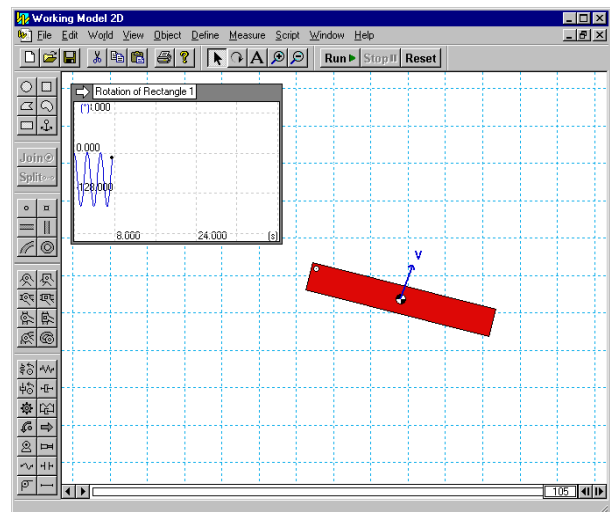 Working Model 2D
File Edit World View Object Define Measure Script Window Help
A Run Stop Reset
Join
Split
Rotation of Rectangle 1
(°)
0.000
-128.000
8.000 24.000 (s)
V
105